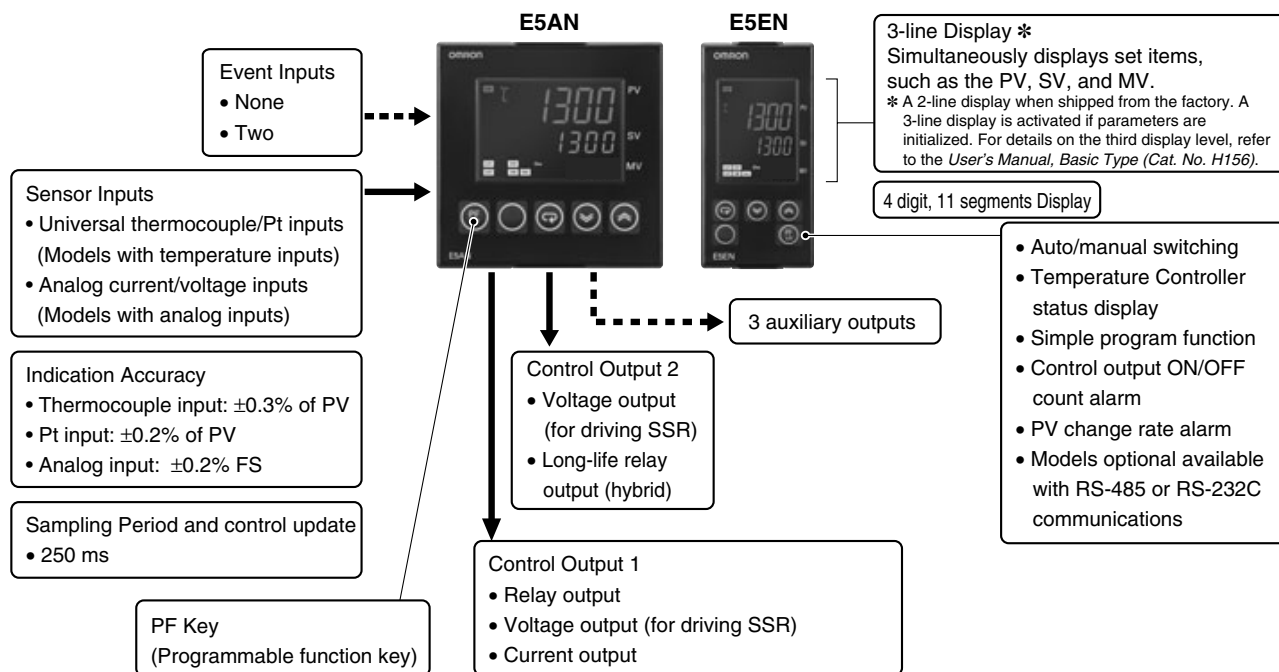 E5AN
E5EN
Event Inputs
• None
• Two
Sensor Inputs
• Universal thermocouple/Pt inputs
(Models with temperature inputs)
• Analog current/voltage inputs
(Models with analog inputs)
Indication Accuracy
• Thermocouple input: ±0.3% of PV
• Pt input: ±0.2% of PV
• Analog input: ±0.2% FS
Sampling Period and control update
• 250 ms
PF Key
(Programmable function key)
OMRON
1300 PV
1300 SV
MV
E5AN
OMRON
1300
1300
E5EN
3-line Display ✻
Simultaneously displays set items,
such as the PV, SV, and MV.
✻ A 2-line display when shipped from the factory. A
3-line display is activated if parameters are
initialized. For details on the third display level, refer
to the User's Manual, Basic Type (Cat. No. H156).
4 digit, 11 segments Display
• Auto/manual switching
• Temperature Controller
status display
• Simple program function
• Control output ON/OFF
count alarm
• PV change rate alarm
• Models optional available
with RS-485 or RS-232C
communications
3 auxiliary outputs
Control Output 2
• Voltage output
(for driving SSR)
• Long-life relay
output (hybrid)
Control Output 1
• Relay output
• Voltage output (for driving SSR)
• Current output